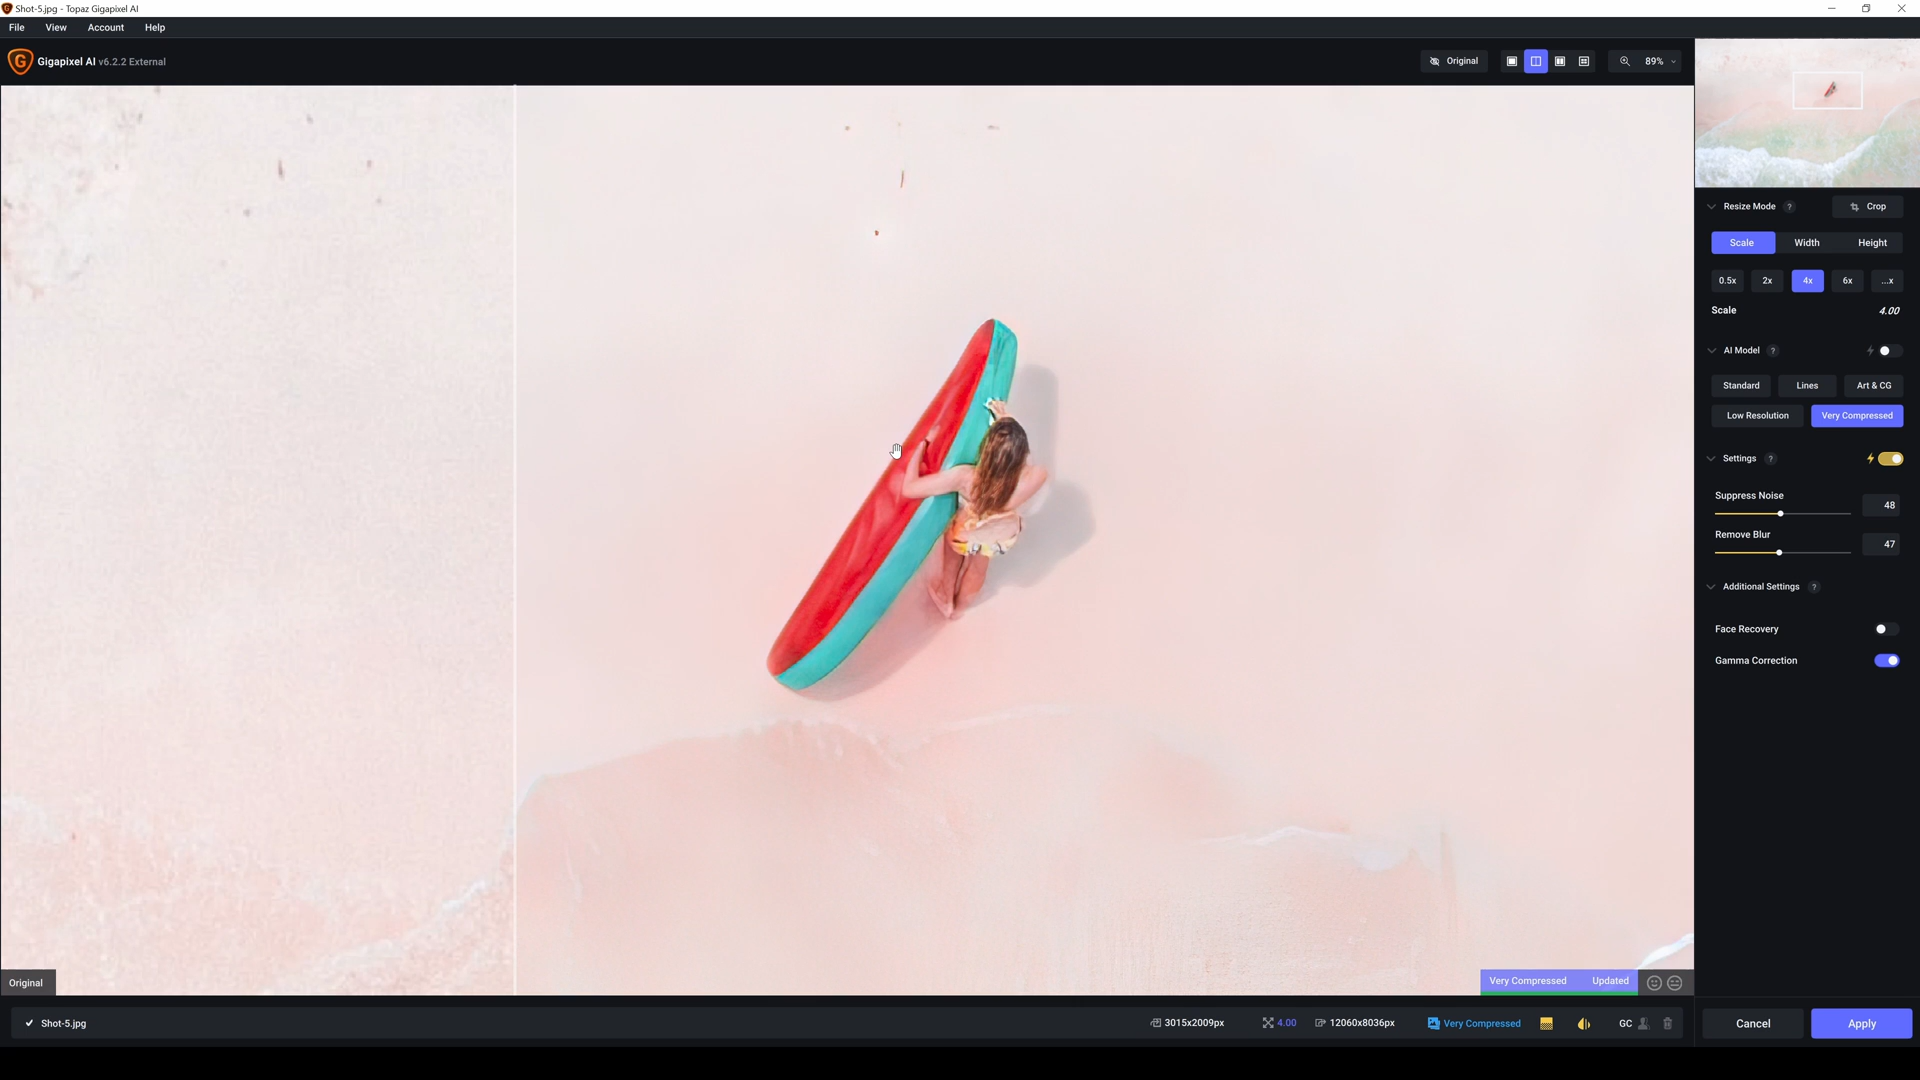 Shot-5.jpg - Topaz Gigapixel AI
File View Account Help
Gigapixel AI v6.2.2 External
Original
89%
Resize Mode ? Crop
Scale Width Height
0.5x 2x 4x 6x ...x
Scale 4.00
AI Model ?
Standard Lines Art & CG
Low Resolution Very Compressed
Settings ?
Suppress Noise 48
Remove Blur 47
Additional Settings ?
Face Recovery
Gamma Correction
Original
Very Compressed Updated
Shot-5.jpg 3015x2009px 4.00 12060x8036px Very Compressed GC
Cancel Apply